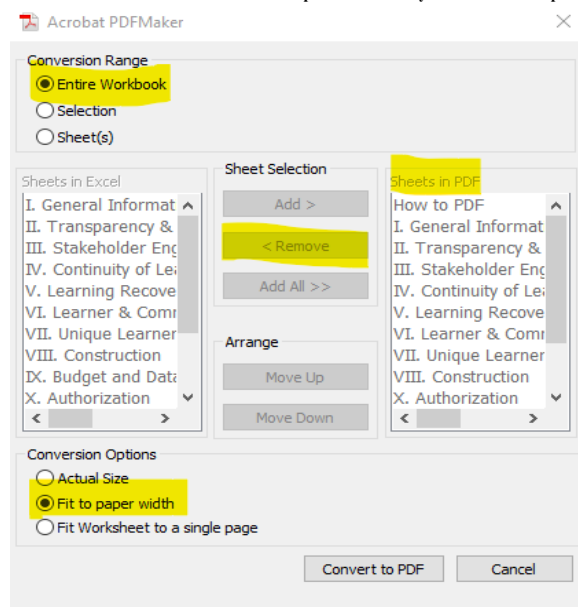 Acrobat PDFMaker
Conversion Range
Entire Workbook
Selection
Sheet(s)
Sheets in Excel
I. General Informat
II. Transparency &
III. Stakeholder Eng
IV. Continuity of Lea
V. Learning Recove
VI. Learner & Comr
VII. Unique Learner
VIII. Construction
IX. Budget and Data
X. Authorization
Sheet Selection
Add >
< Remove
Add All >>
Arrange
Move Up
Move Down
Sheets in PDF
How to PDF
I. General Informat
II. Transparency &
III. Stakeholder Eng
IV. Continuity of Lea
V. Learning Recove
VI. Learner & Comr
VII. Unique Learner
VIII. Construction
X. Authorization
Conversion Options
Actual Size
Fit to paper width
Fit Worksheet to a single page
Convert to PDF
Cancel